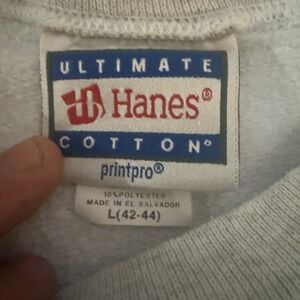 ULTIMATE
Hanes®
COTTON®
printpro®
10% POLYESTER
MADE IN EL SALVADOR
L(42-44)